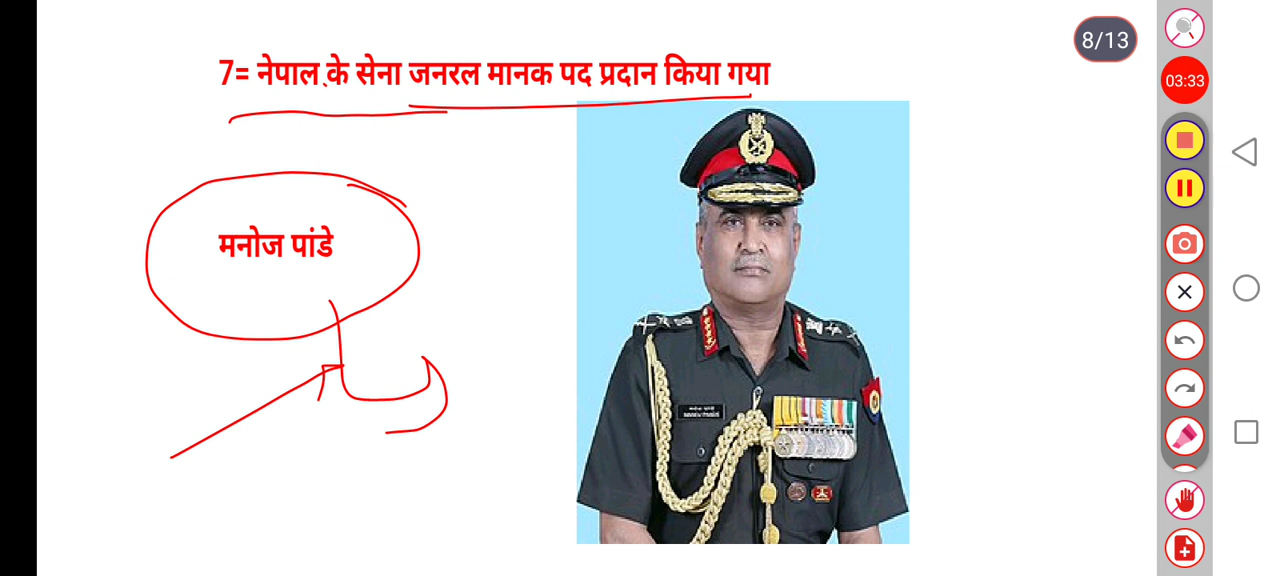 8/13
7= नेपाल के सेना जनरल मानक पद प्रदान किया गया
03:33
मनोज पांडे